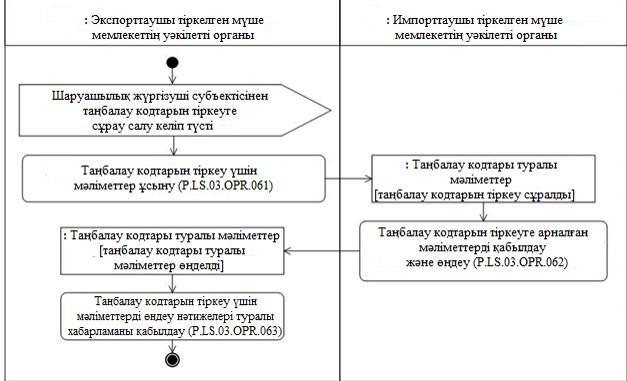 : Экспорттаушы тіркелген мүше
мемлекеттің уәкілетті органы
: Импорттаушы тіркелген мүше
мемлекеттің уәкілетті органы
Шаруашылық жүргізуші субъектісінен
таңбалау кодтарын тіркеуге
сұрау салу келіп түсті
Таңбалау кодтарын тіркеу үшін
мәліметтер ұсыну (P.LS.03.OPR.061)
: Таңбалау кодтары туралы
мәліметтер
[таңбалау кодтарын тіркеу сұралды]
Таңбалау кодтарын тіркеуге арналған
мәліметтерді қабылдау
және өңдеу (P.LS.03.OPR.062)
: Таңбалау кодтары туралы мәліметтер
[таңбалау кодтары туралы
мәліметтер өңделді]
Таңбалау кодтарын тіркеу үшін
мәліметтерді өңдеу нәтижелері туралы
хабарламаны қабылдау (P.LS.03.OPR.063)